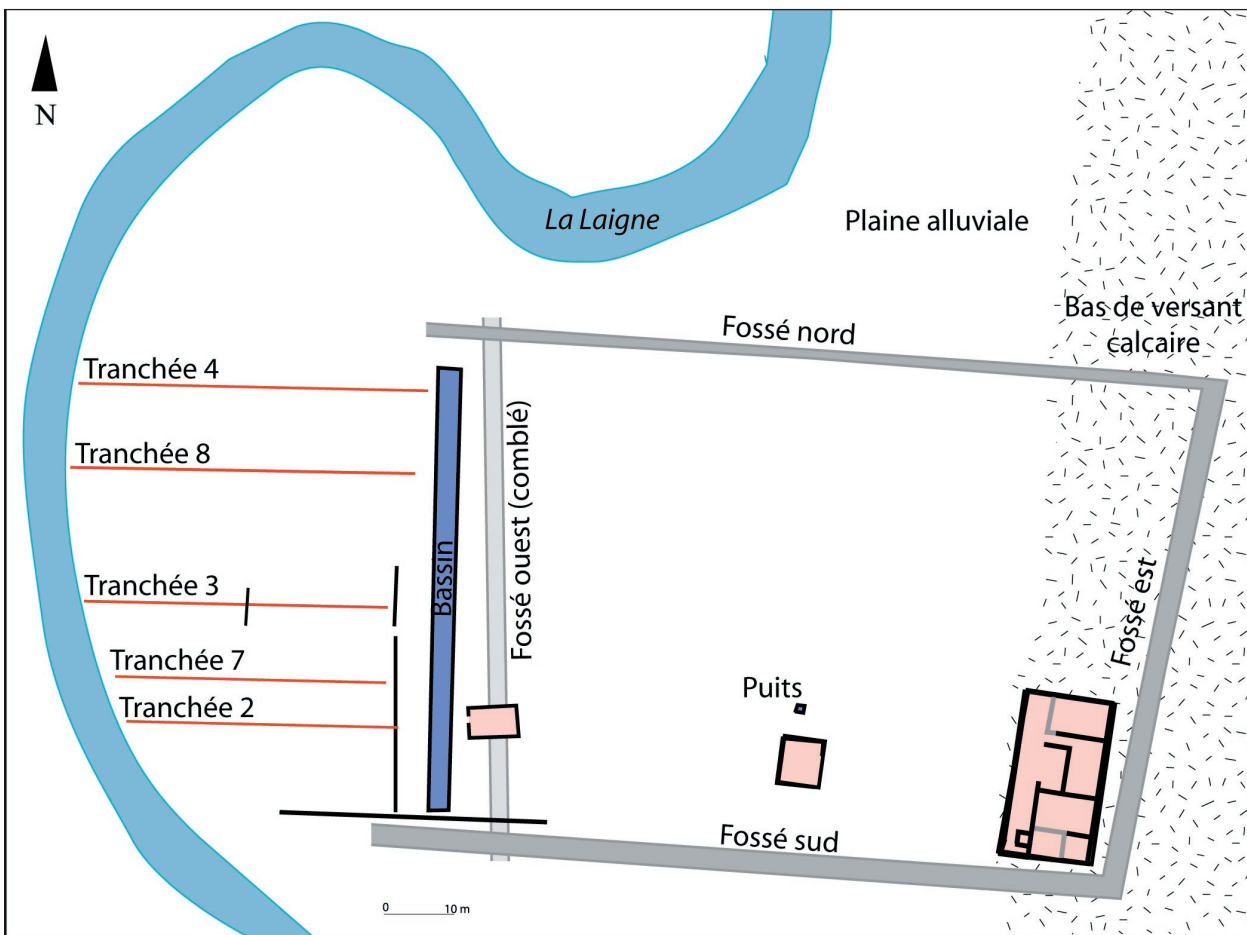 N
La Laigne
Plaine alluviale
Bas de versant
calcaire
Fossé nord
Tranchée 4
Tranchée 8
Fossé ouest (comblé)
Bassin
Tranchée 3
Fossé est
Tranchée 7
Puits
Tranchée 2
Fossé sud
0 10 m